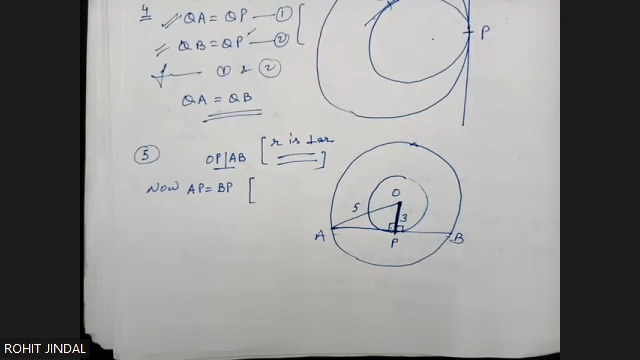 4 QA = QP — ①
QB = QP — ②
f—— ① & ②
QA = QB
P
⑤ OP⊥AB [r is ⊥ar]
Now AP = BP [
O
5
3
A
P
B
ROHIT JINDAL